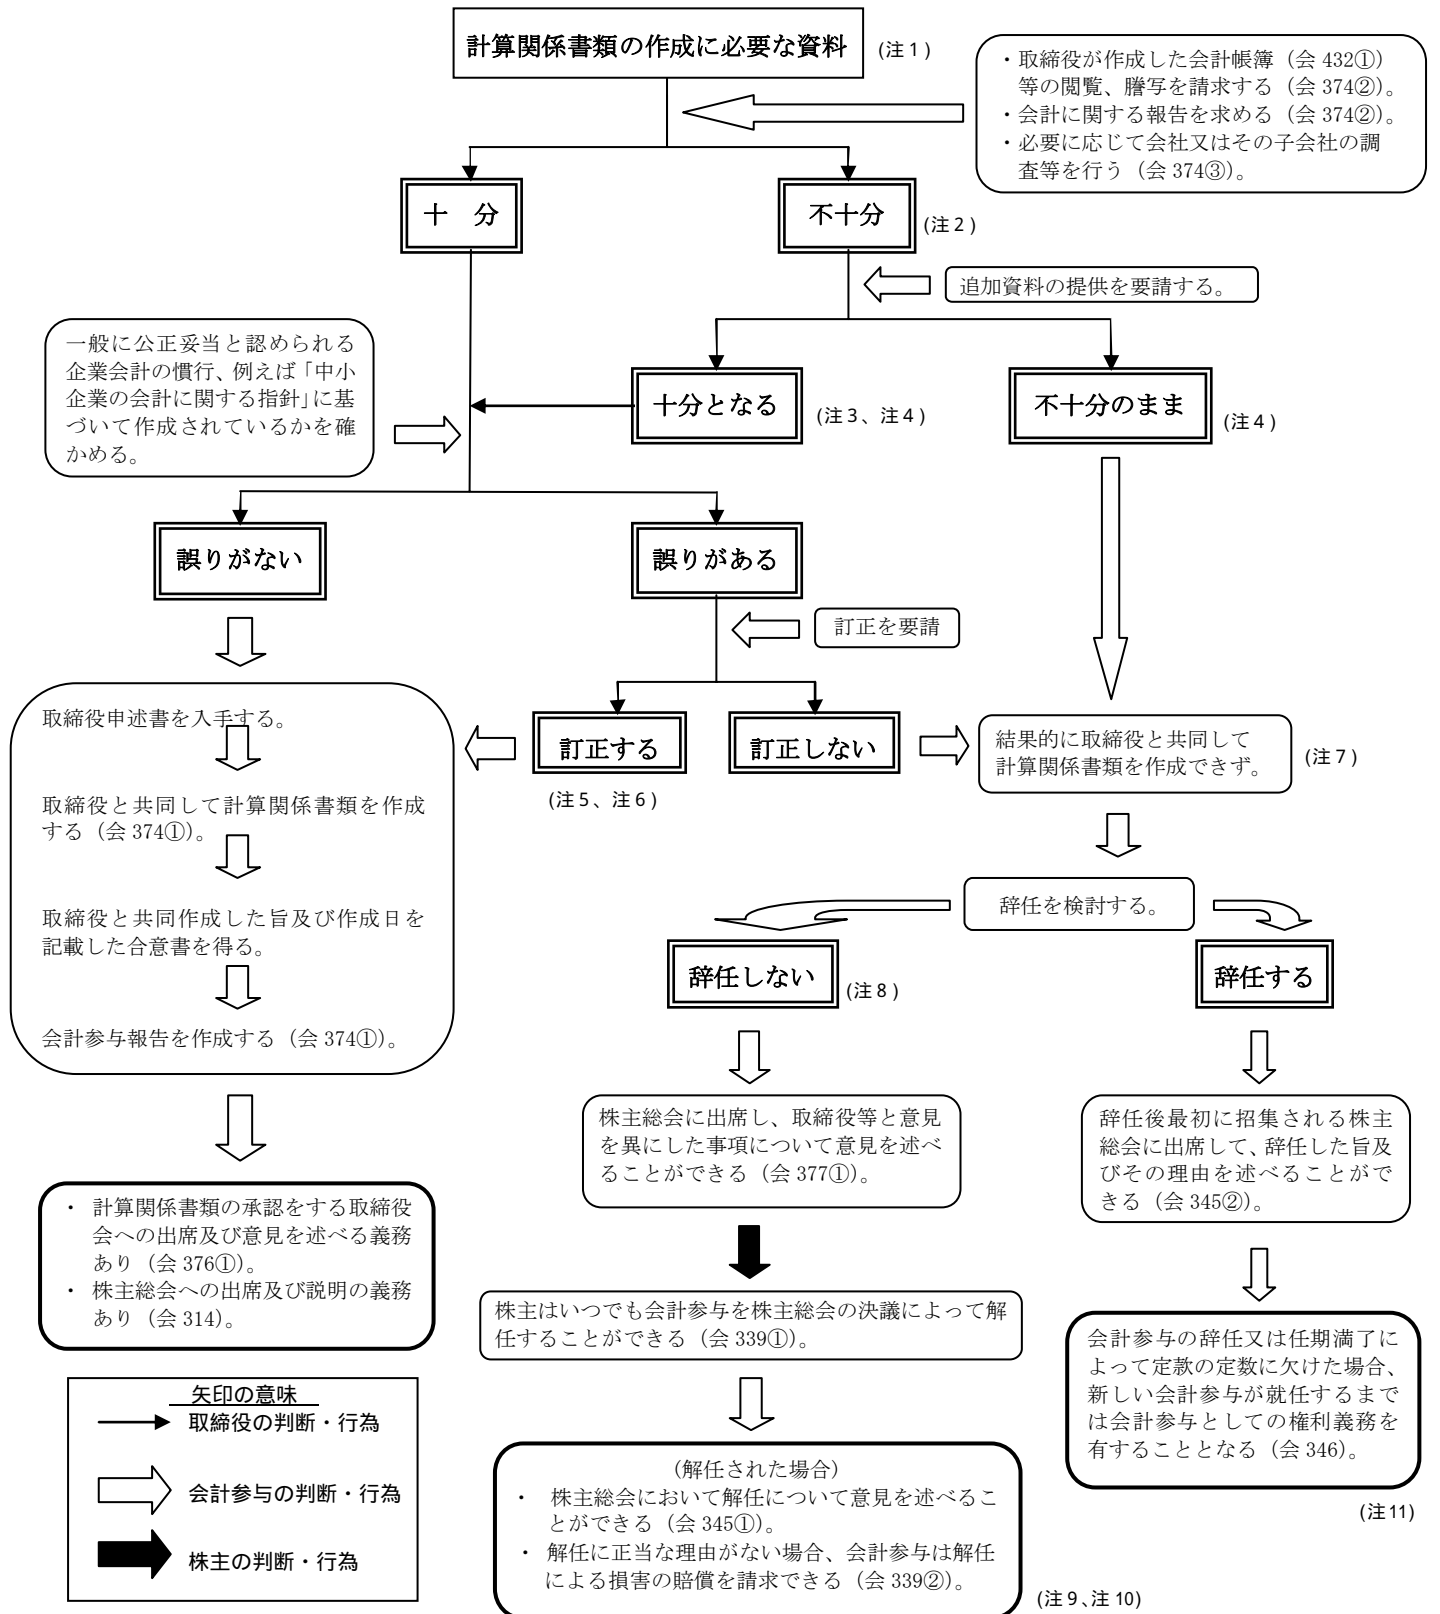 計算関係書類の作成に必要な資料
(注1)
・取締役が作成した会計帳簿（会 432①）
等の閲覧、謄写を請求する（会 374②）。
・会計に関する報告を求める（会 374②）。
・必要に応じて会社又はその子会社の調
査等を行う（会 374③）。
十 分
不十分
(注2)
追加資料の提供を要請する。
一般に公正妥当と認められる
企業会計の慣行、例えば「中小
企業の会計に関する指針」に基
づいて作成されているかを確
かめる。
十分となる
(注3、注4)
不十分のまま
(注4)
誤りがない
誤りがある
訂正を要請
取締役申述書を入手する。
取締役と共同して計算関係書類を作成
する（会 374①）。
取締役と共同作成した旨及び作成日を
記載した合意書を得る。
会計参与報告を作成する（会 374①）。
訂正する
(注5、注6)
訂正しない
結果的に取締役と共同して
計算関係書類を作成できず。
(注7)
辞任を検討する。
辞任しない
(注8)
辞任する
株主総会に出席し、取締役等と意見
を異にした事項について意見を述べ
ることができる（会 377①）。
辞任後最初に招集される株主
総会に出席して、辞任した旨及
びその理由を述べることがで
きる（会 345②）。
・ 計算関係書類の承認をする取締役
会への出席及び意見を述べる義務
あり（会 376①）。
・ 株主総会への出席及び説明の義務
あり（会 314）。
株主はいつでも会計参与を株主総会の決議によって解
任することができる（会 339①）。
会計参与の辞任又は任期満了に
よって定款の定数に欠けた場合、
新しい会計参与が就任するまで
は会計参与としての権利義務を
有することとなる（会 346）。
(注11)
矢印の意味
取締役の判断・行為
会計参与の判断・行為
株主の判断・行為
（解任された場合）
・ 株主総会において解任について意見を述べるこ
とができる（会 345①）。
・ 解任に正当な理由がない場合、会計参与は解任
による損害の賠償を請求できる（会 339②）。
(注9、注10)